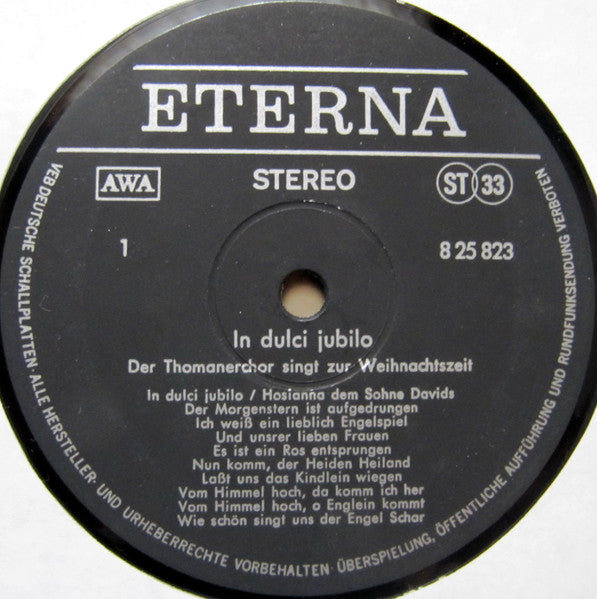 ETERNA
AWA STEREO ST 33
1 8 25 823
In dulci jubilo
Der Thomanerchor singt zur Weihnachtszeit
In dulci jubilo / Hosianna dem Sohne Davids
Der Morgenstern ist aufgedrungen
Ich weiß ein lieblich Engelspiel
Und unsrer lieben Frauen
Es ist ein Ros entsprungen
Nun komm, der Heiden Heiland
Laßt uns das Kindlein wiegen
Vom Himmel hoch, da komm ich her
Vom Himmel hoch, o Englein kommt
Wie schön singt uns der Engel Schar
VEB DEUTSCHE SCHALLPLATTEN · ALLE HERSTELLER- UND URHEBERRECHTE VORBEHALTEN · ÜBERSPIELUNG, ÖFFENTLICHE AUFFÜHRUNG UND RUNDFUNKSENDUNG VERBOTEN.